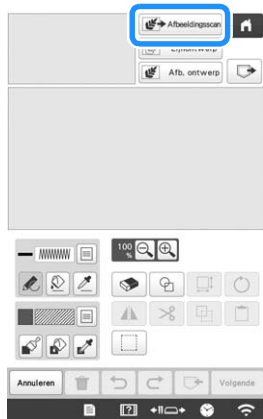 Afbeeldingsscan
Lijnontwerp
Afb. ontwerp
100
%
Annuleren
Volgende